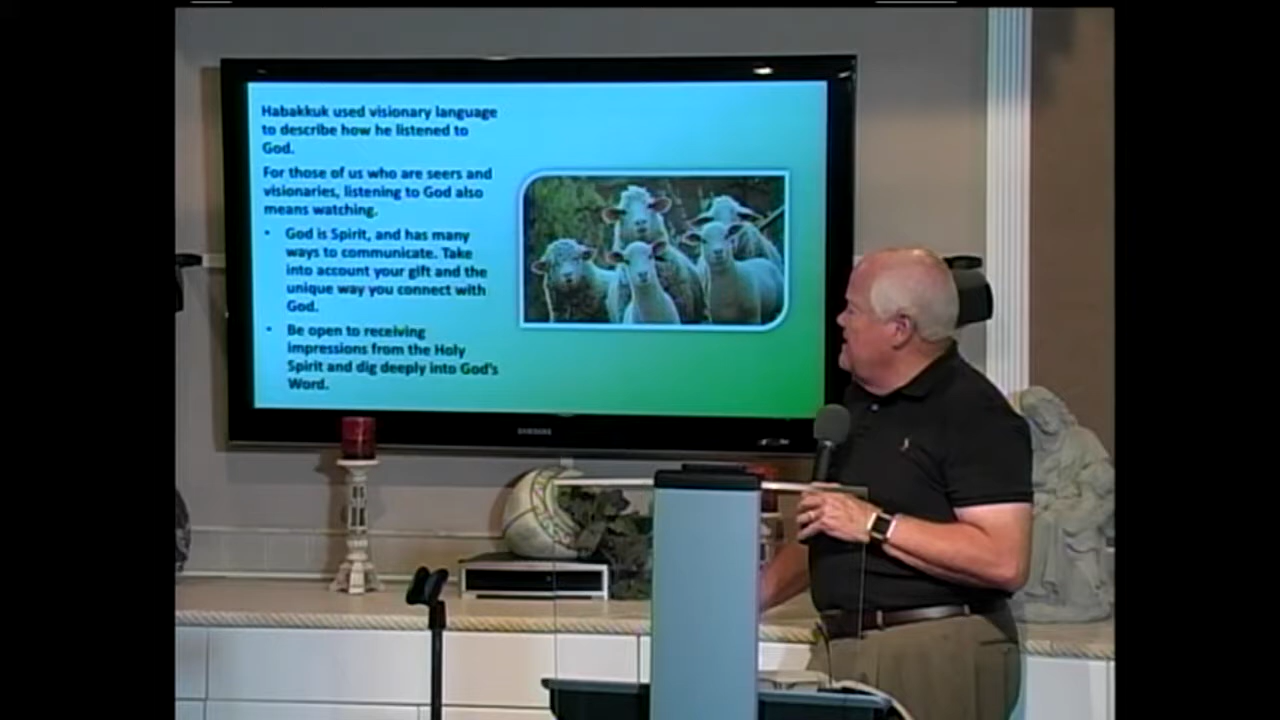 Habakkuk used visionary language
to describe how he listened to
God.
For those of us who are seers and
visionaries, listening to God also
means watching.
• God is Spirit, and has many
ways to communicate. Take
into account your gift and the
unique way you connect with
God.
• Be open to receiving
impressions from the Holy
Spirit and dig deeply into God's
Word.
SAMSUNG